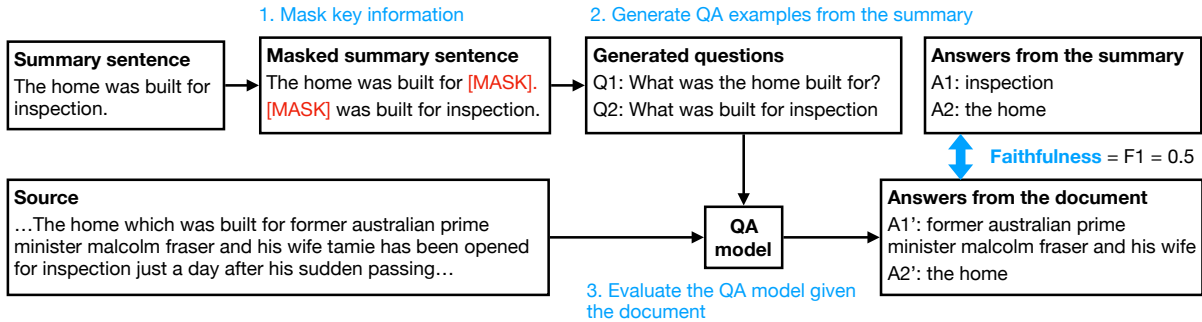 1. Mask key information
2. Generate QA examples from the summary
Summary sentence
The home was built for
inspection.
Masked summary sentence
The home was built for [MASK].
[MASK] was built for inspection.
Generated questions
Q1: What was the home built for?
Q2: What was built for inspection
Answers from the summary
A1: inspection
A2: the home
Faithfulness = F1 = 0.5
Source
…The home which was built for former australian prime
minister malcolm fraser and his wife tamie has been opened
for inspection just a day after his sudden passing…
QA
model
Answers from the document
A1’: former australian prime
minister malcolm fraser and his wife
A2’: the home
3. Evaluate the QA model given
the document